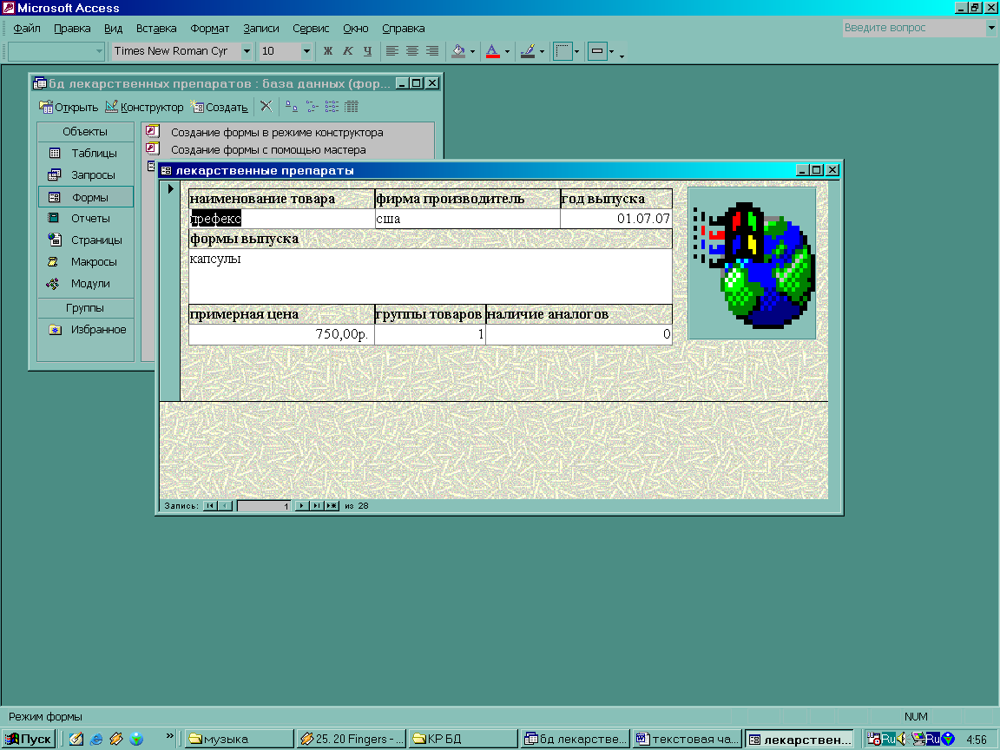 Microsoft Access
Файл Правка Вид Вставка Формат Записи Сервис Окно Справка
Введите вопрос
Times New Roman Cyr 10 Ж К Ч
бд лекарственных препаратов : база данных (фор...
Открыть Конструктор Создать
Объекты
Таблицы
Запросы
Формы
Отчеты
Страницы
Макросы
Модули
Группы
Избранное
Создание формы в режиме конструктора
Создание формы с помощью мастера
лекарственные препараты
наименование товара фирма производитель год выпуска
префекс сша 01.07.07
формы выпуска
капсулы
примерная цена группы товаров наличие аналогов
750,00р. 1 0
Запись: 1 из 28
Режим формы NUM
Пуск » музыка 25. 20 Fingers - ... КР БД бд лекарстве... текстовая ча... лекарствен... Ru Ru 4:56